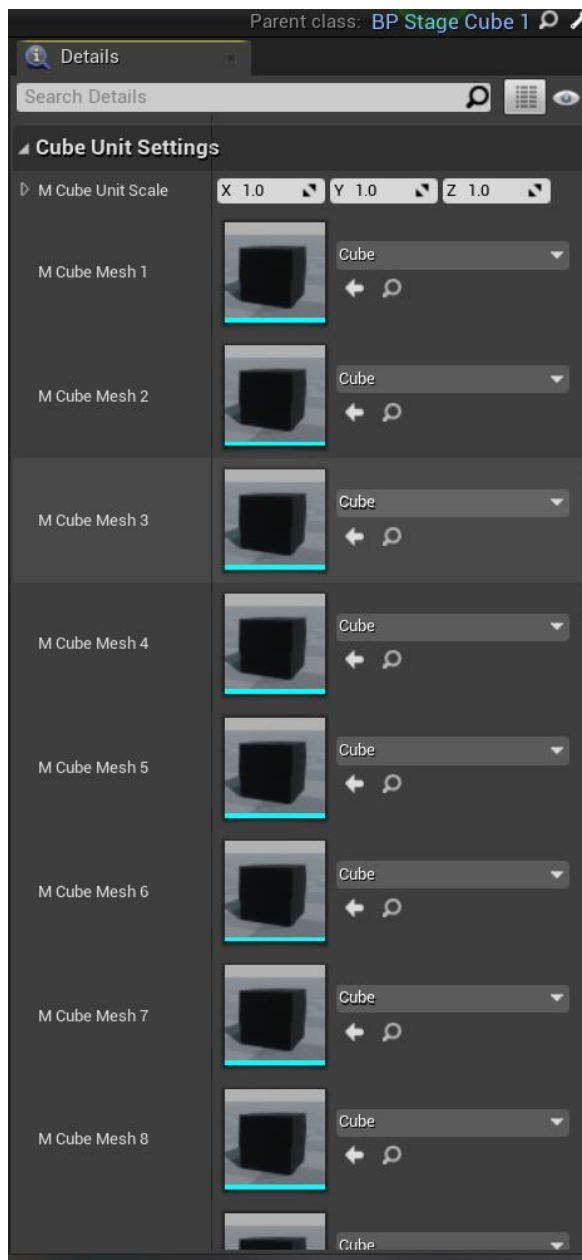 Parent class: BP Stage Cube 1
Details
Search Details
Cube Unit Settings
M Cube Unit Scale X 1.0 Y 1.0 Z 1.0
Cube
M Cube Mesh 1
Cube
M Cube Mesh 2
Cube
M Cube Mesh 3
Cube
M Cube Mesh 4
Cube
M Cube Mesh 5
Cube
M Cube Mesh 6
Cube
M Cube Mesh 7
Cube
M Cube Mesh 8
Cube